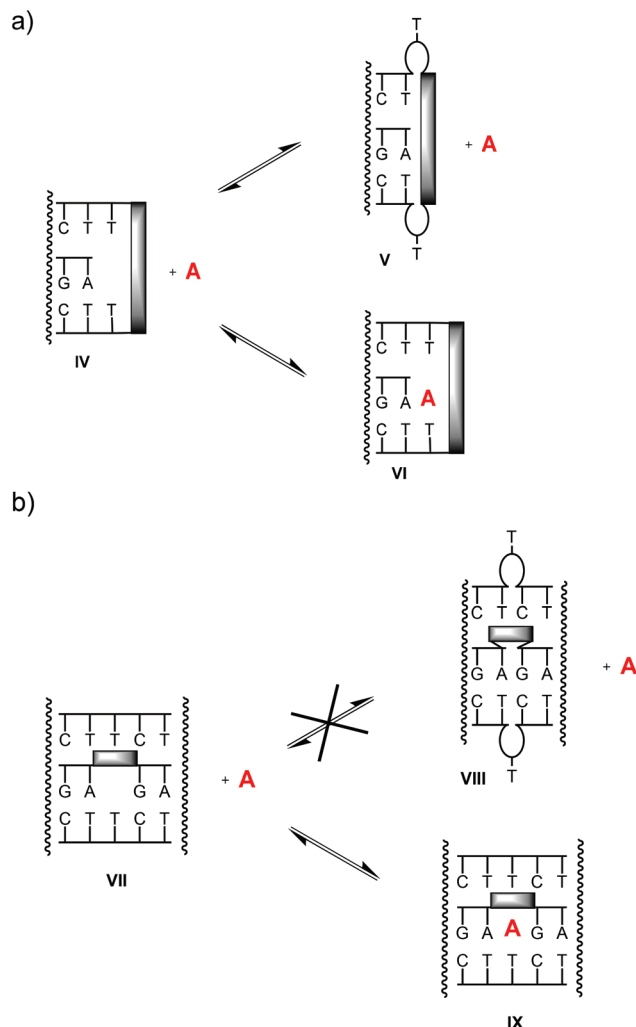 a)
T
C T
G A
C T
+ A
T
V
C T T
G A
C T T
+ A
IV
C T T
G A A
C T T
VI
b)
T
C T C T
G A G A
C T C T
+ A
T
VIII
C T T C T
G A G A
C T T C T
+ A
VII
C T T C T
G A A G A
C T T C T
IX